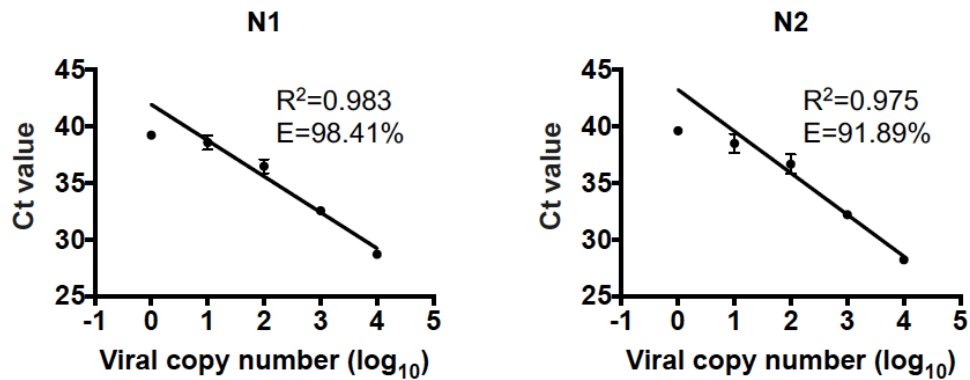 N1
45
40
35
30
25
Ct value
R²=0.983
E=98.41%
-1 0 1 2 3 4 5
Viral copy number (log₁₀)
N2
45
40
35
30
25
Ct value
R²=0.975
E=91.89%
-1 0 1 2 3 4 5
Viral copy number (log₁₀)